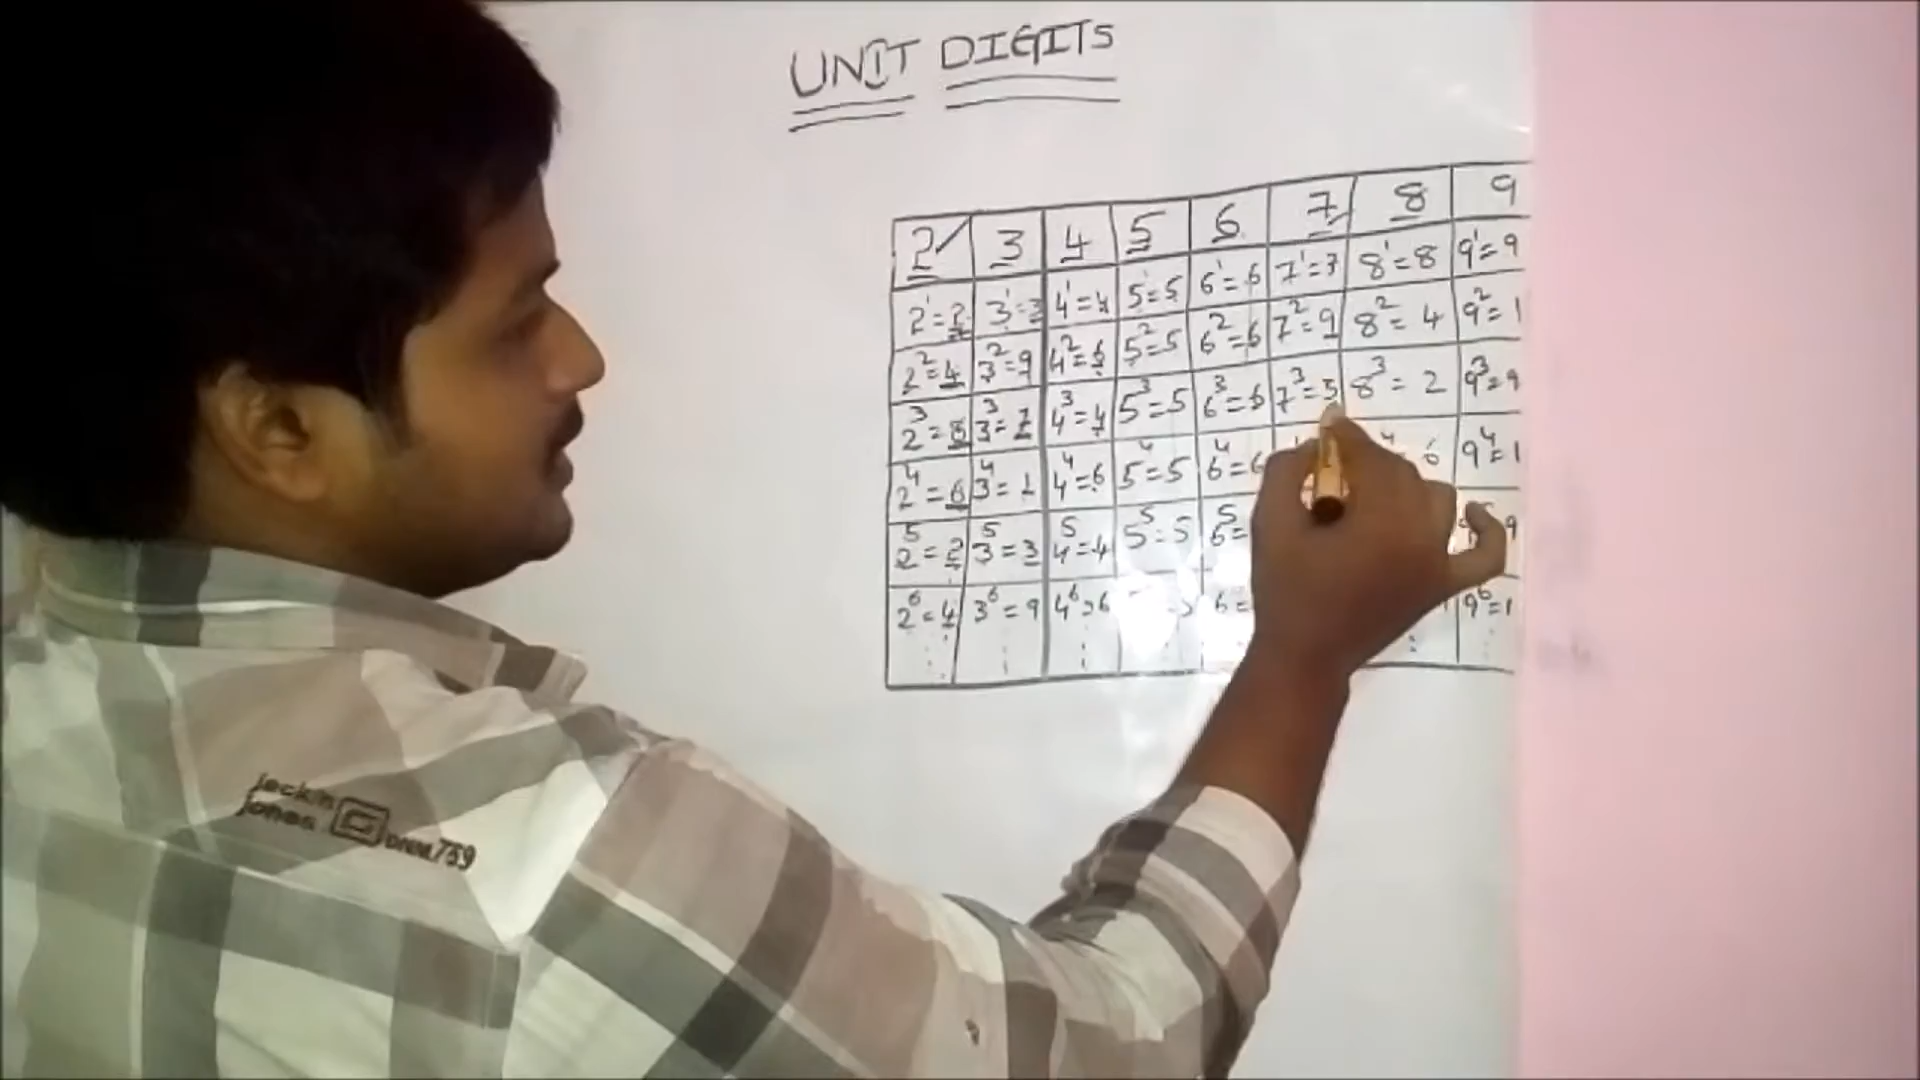 UNIT DIGITS
2✓ 3 4 5 6 7 8 9
2¹=2 3¹=3 4¹=4 5¹=5 6¹=6 7¹=7 8¹=8 9¹=9
2²=4 3²=9 4²=6 5²=5 6²=6 7²=9 8²=4 9²=1
2³=8 3³=7 4³=4 5³=5 6³=6 7³=3 8³=2 9³=9
2⁴=6 3⁴=1 4⁴=6 5⁴=5 6⁴=6 9⁴=1
2⁵=2 3⁵=3 4⁵=4 5⁵=5 6⁵= 9
2⁶=4 3⁶=9 4⁶=6 6= 9⁶=1
jack'n
jones